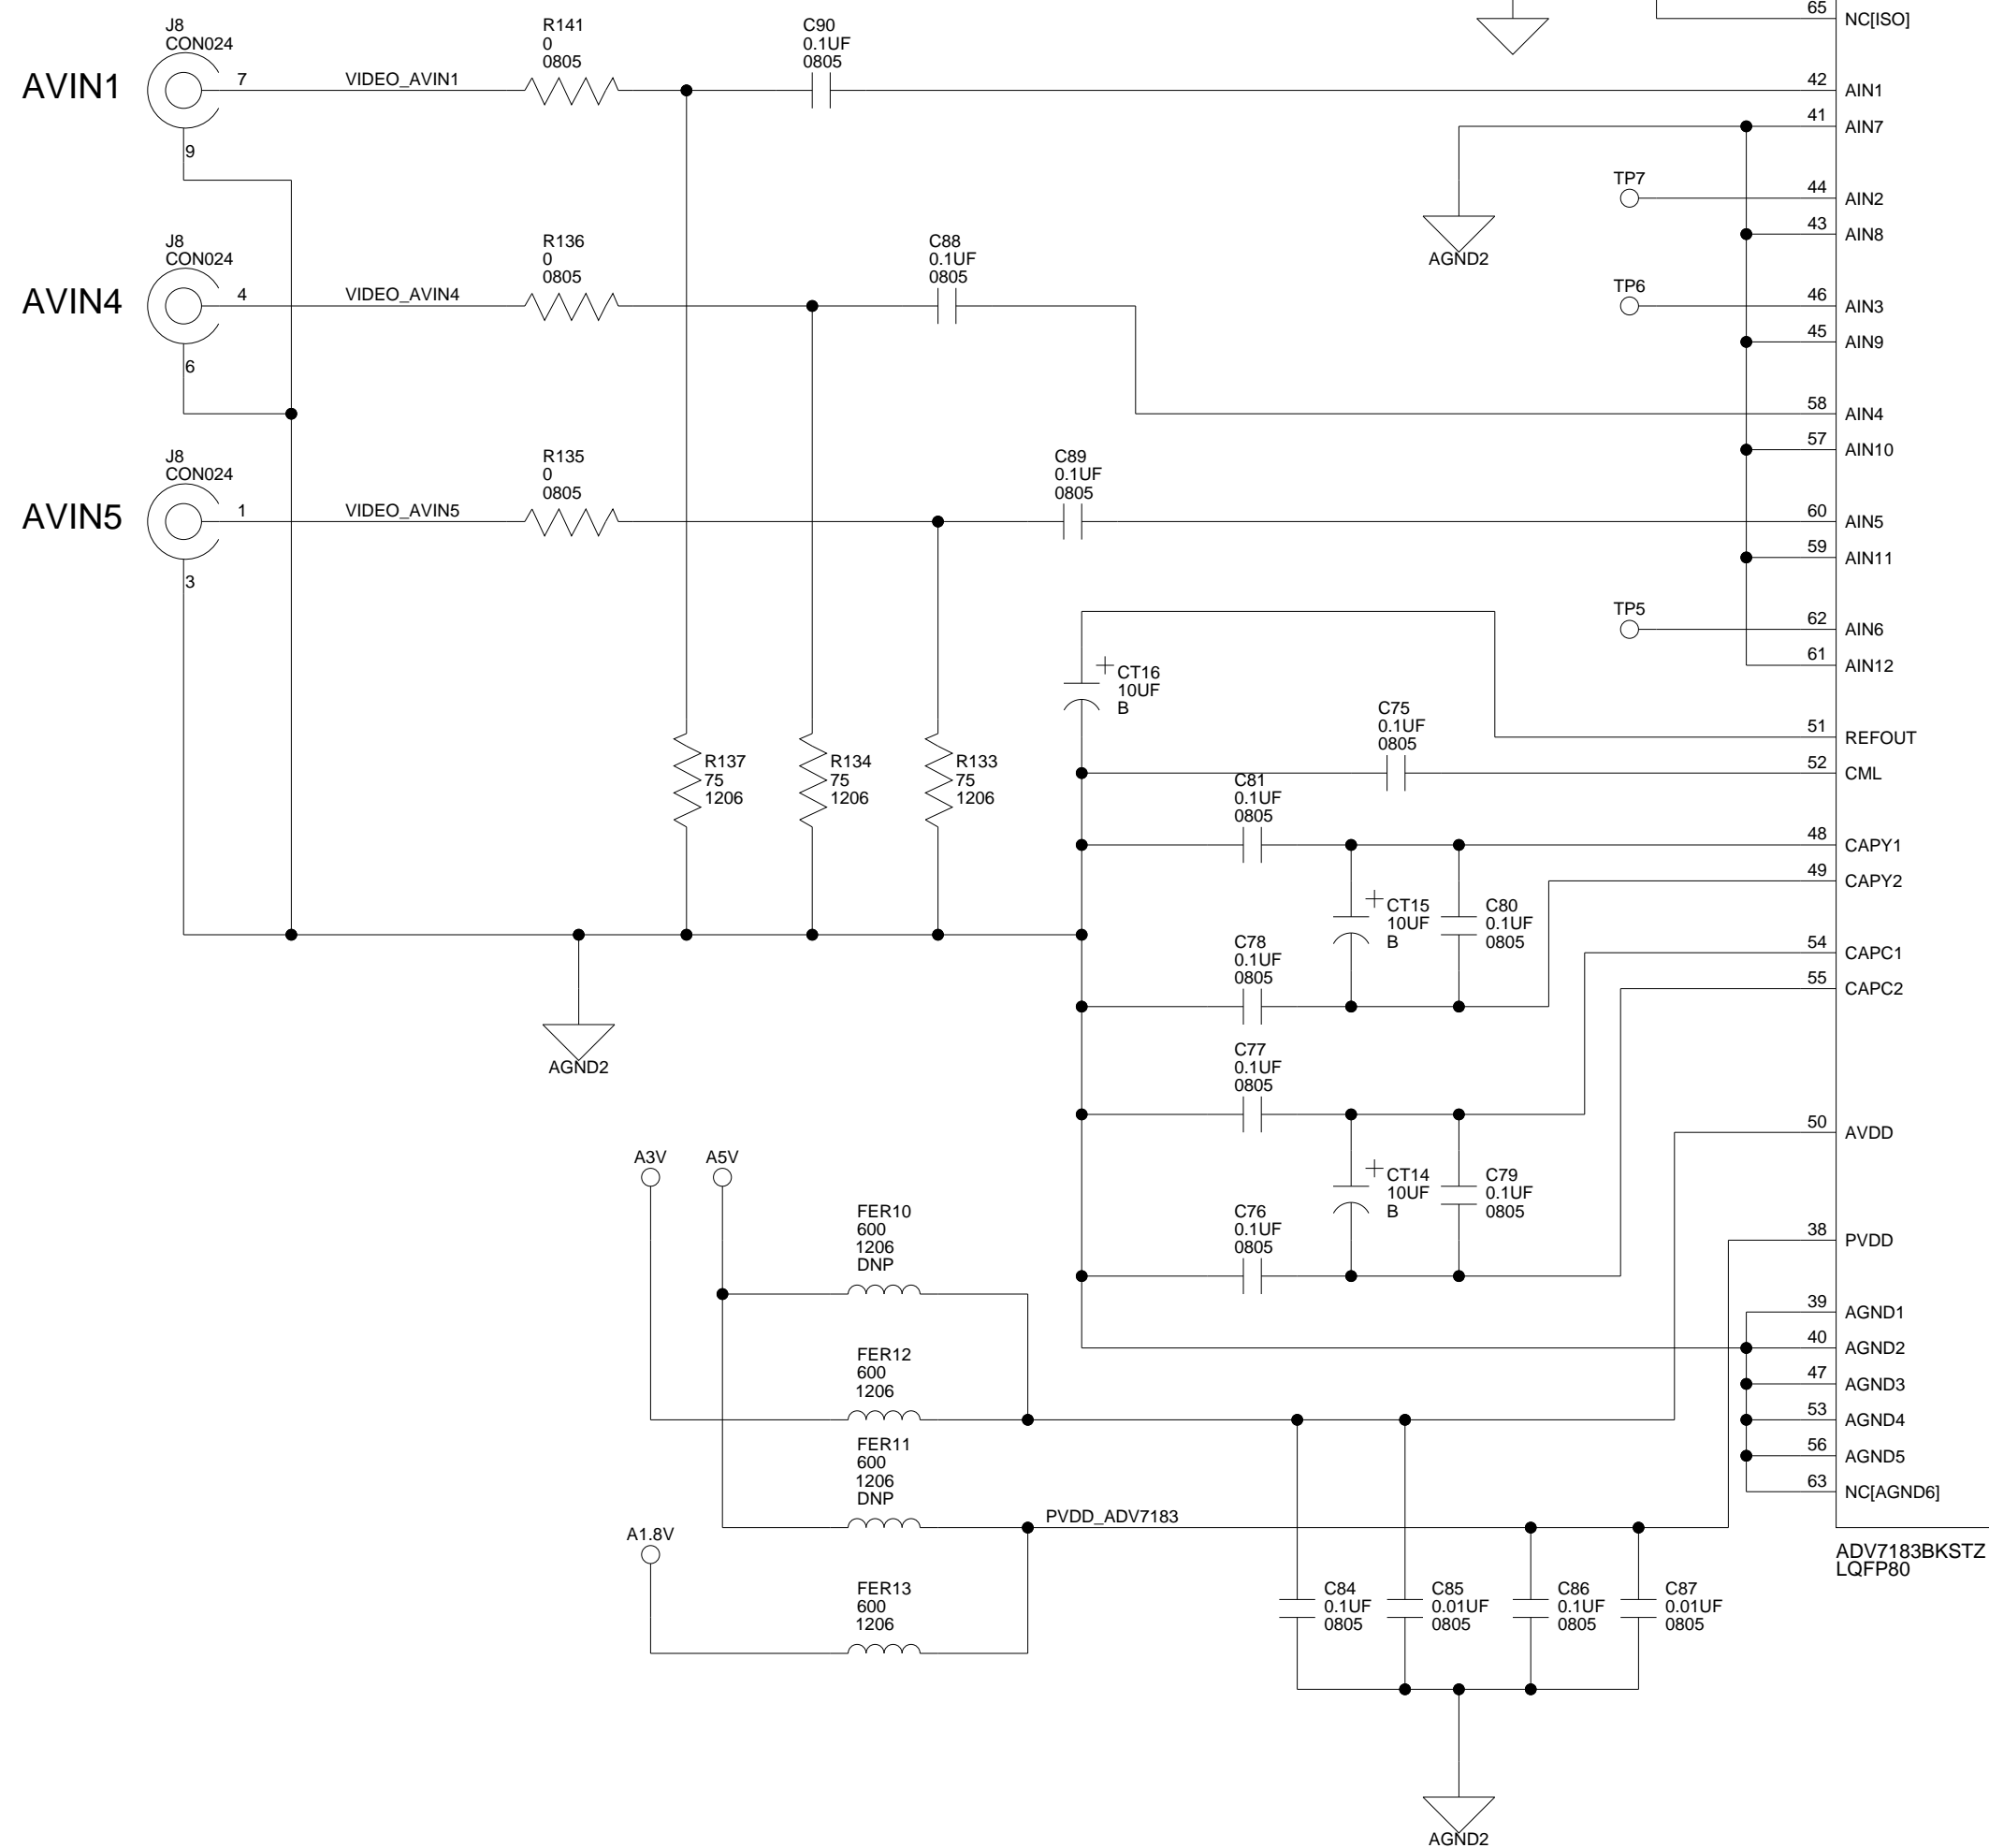 65
NC[ISO]
J8
CON024
R141
0
0805
C90
0.1UF
0805
AVIN1
7
VIDEO_AVIN1
42
AIN1
41
AIN7
9
TP7
44
AIN2
43
AIN8
AGND2
J8
CON024
R136
0
0805
C88
0.1UF
0805
AVIN4
4
VIDEO_AVIN4
TP6
46
AIN3
45
AIN9
6
58
AIN4
57
AIN10
J8
CON024
R135
0
0805
C89
0.1UF
0805
AVIN5
1
VIDEO_AVIN5
60
AIN5
59
AIN11
3
TP5
62
AIN6
61
AIN12
CT16
10UF
B
C75
0.1UF
0805
51
REFOUT
52
CML
R137
75
1206
R134
75
1206
R133
75
1206
C81
0.1UF
0805
48
CAPY1
49
CAPY2
CT15
10UF
B
C80
0.1UF
0805
C78
0.1UF
0805
54
CAPC1
55
CAPC2
AGND2
C77
0.1UF
0805
50
AVDD
A3V
A5V
CT14
10UF
B
C79
0.1UF
0805
C76
0.1UF
0805
FER10
600
1206
DNP
38
PVDD
39
AGND1
40
AGND2
47
AGND3
53
AGND4
56
AGND5
63
NC[AGND6]
FER12
600
1206
FER11
600
1206
DNP
PVDD_ADV7183
A1.8V
ADV7183BKSTZ
LQFP80
FER13
600
1206
C84
0.1UF
0805
C85
0.01UF
0805
C86
0.1UF
0805
C87
0.01UF
0805
AGND2